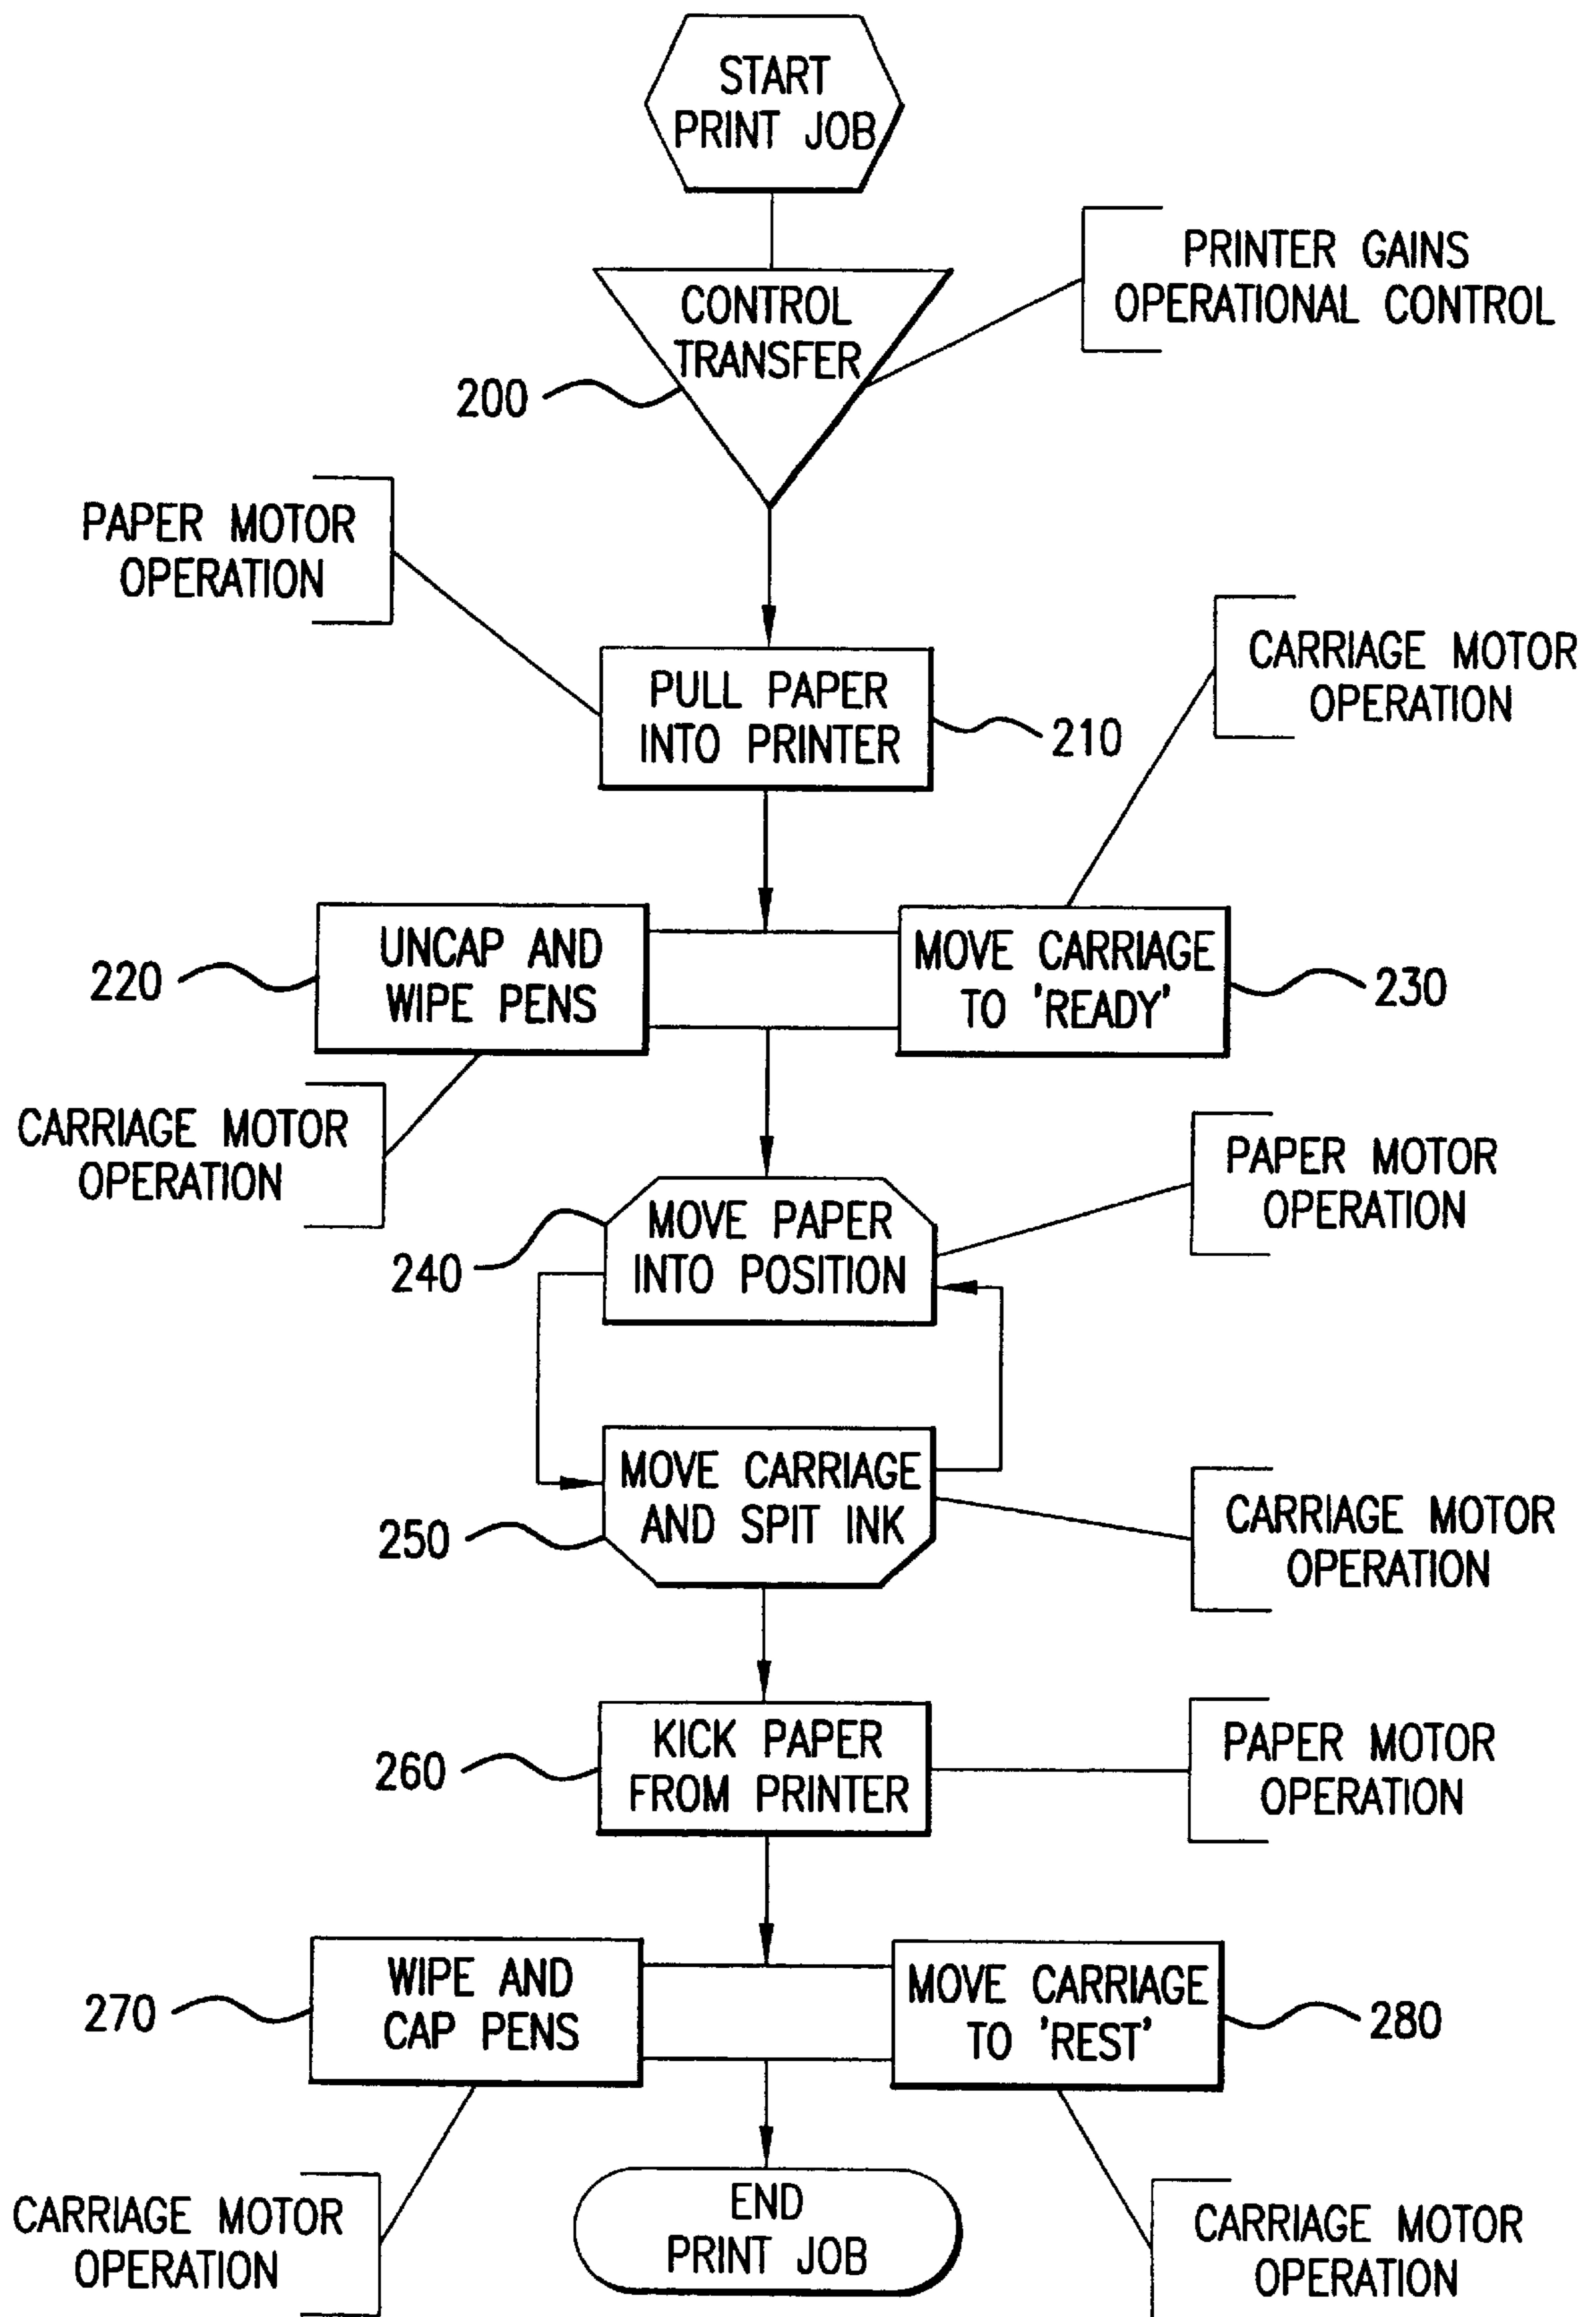 START
PRINT JOB
CONTROL
TRANSFER
PRINTER GAINS
OPERATIONAL CONTROL
200
PAPER MOTOR
OPERATION
PULL PAPER
INTO PRINTER
210
CARRIAGE MOTOR
OPERATION
220
UNCAP AND
WIPE PENS
MOVE CARRIAGE
TO 'READY'
230
CARRIAGE MOTOR
OPERATION
PAPER MOTOR
OPERATION
240
MOVE PAPER
INTO POSITION
250
MOVE CARRIAGE
AND SPIT INK
CARRIAGE MOTOR
OPERATION
260
KICK PAPER
FROM PRINTER
PAPER MOTOR
OPERATION
270
WIPE AND
CAP PENS
MOVE CARRIAGE
TO 'REST'
280
CARRIAGE MOTOR
OPERATION
END
PRINT JOB
CARRIAGE MOTOR
OPERATION